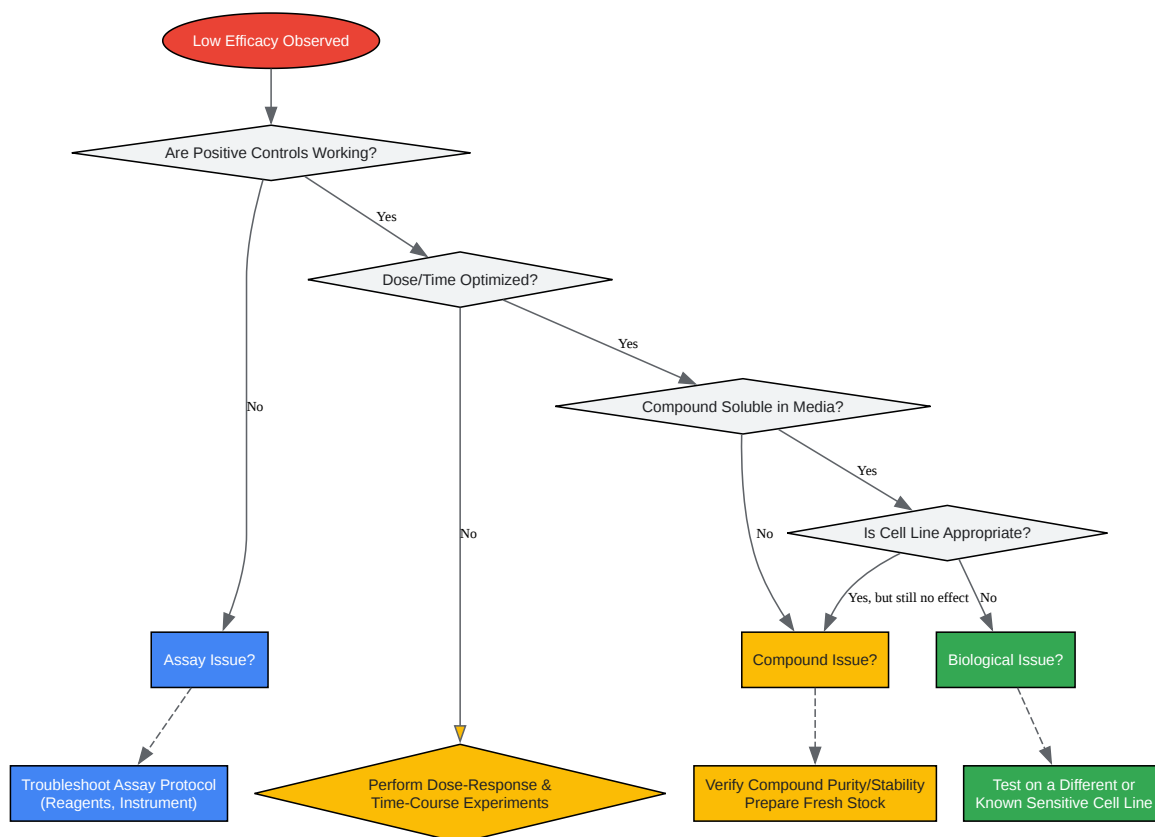 Low Efficacy Observed
Are Positive Controls Working?
Yes
Dose/Time Optimized?
Yes
Compound Soluble in Media?
No
Yes
Is Cell Line Appropriate?
No
No
Yes, but still no effect
No
Assay Issue?
Compound Issue?
Biological Issue?
Troubleshoot Assay Protocol
(Reagents, Instrument)
Perform Dose-Response &
Time-Course Experiments
Verify Compound Purity/Stability
Prepare Fresh Stock
Test on a Different or
Known Sensitive Cell Line